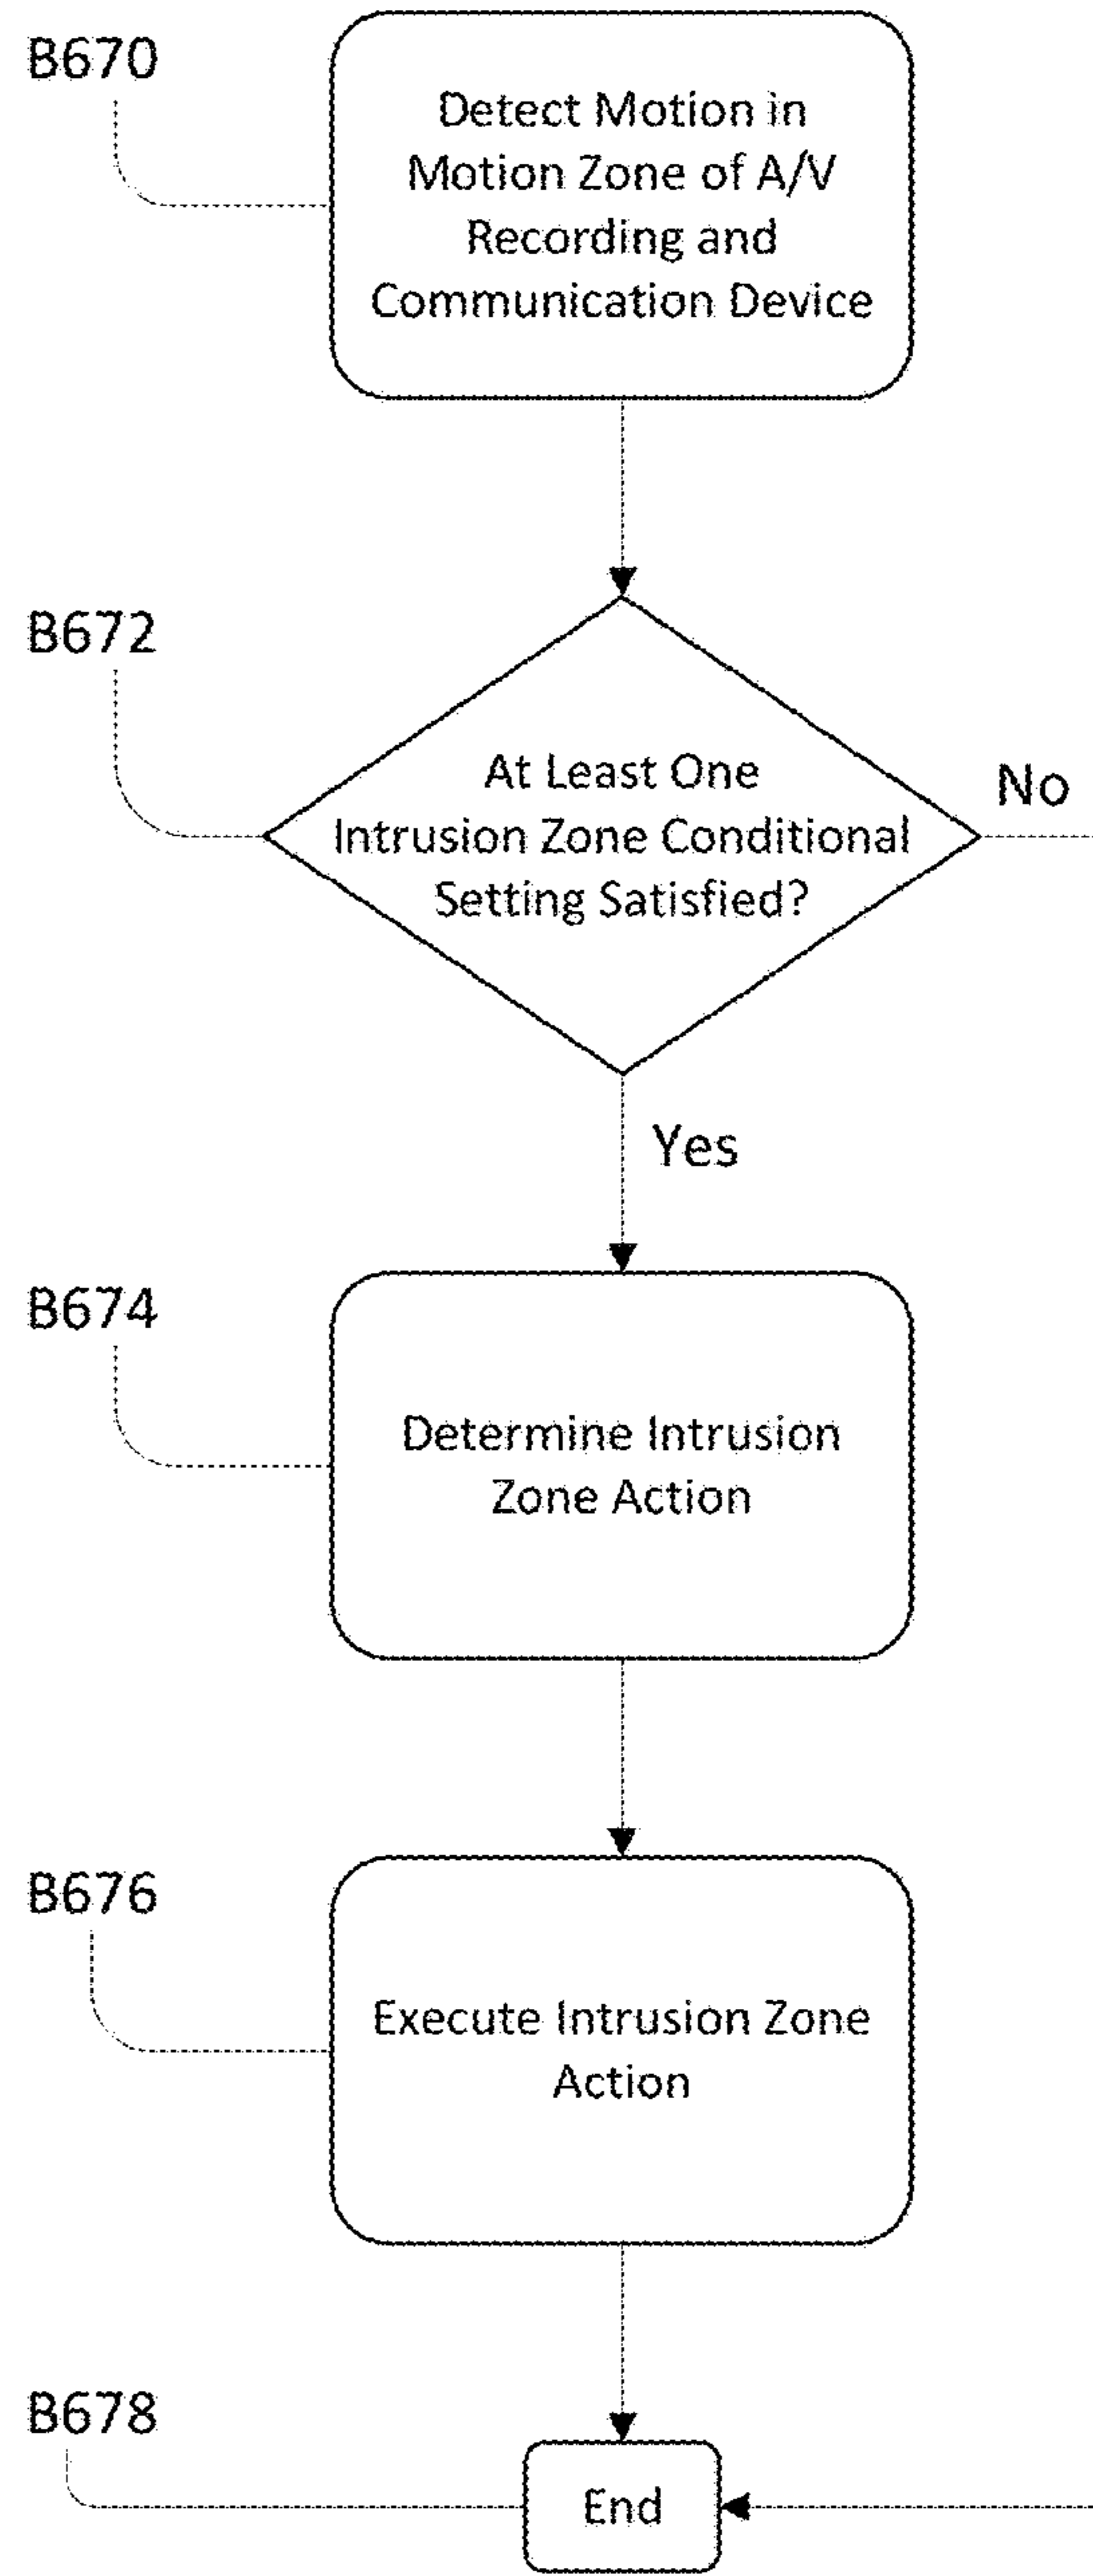 B670
Detect Motion in
Motion Zone of A/V
Recording and
Communication Device
B672
At Least One
Intrusion Zone Conditional
Setting Satisfied?
No
Yes
B674
Determine Intrusion
Zone Action
B676
Execute Intrusion Zone
Action
B678
End